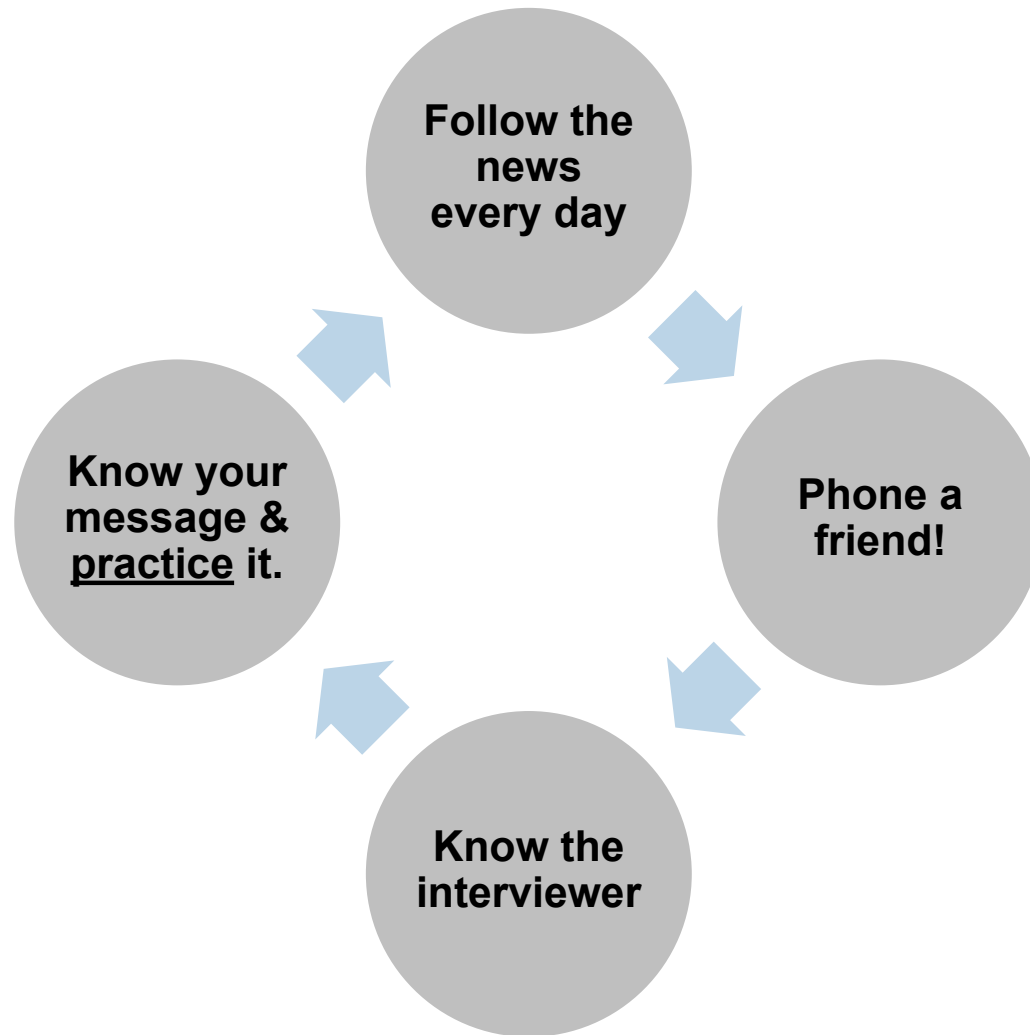 Follow the
news
every day
Phone a
friend!
Know the
interviewer
Know your
message &
practice it.